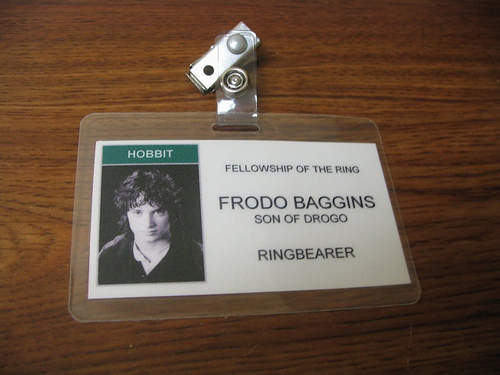 HOBBIT
FELLOWSHIP OF THE RING
FRODO BAGGINS
SON OF DROGO
RINGBEARER